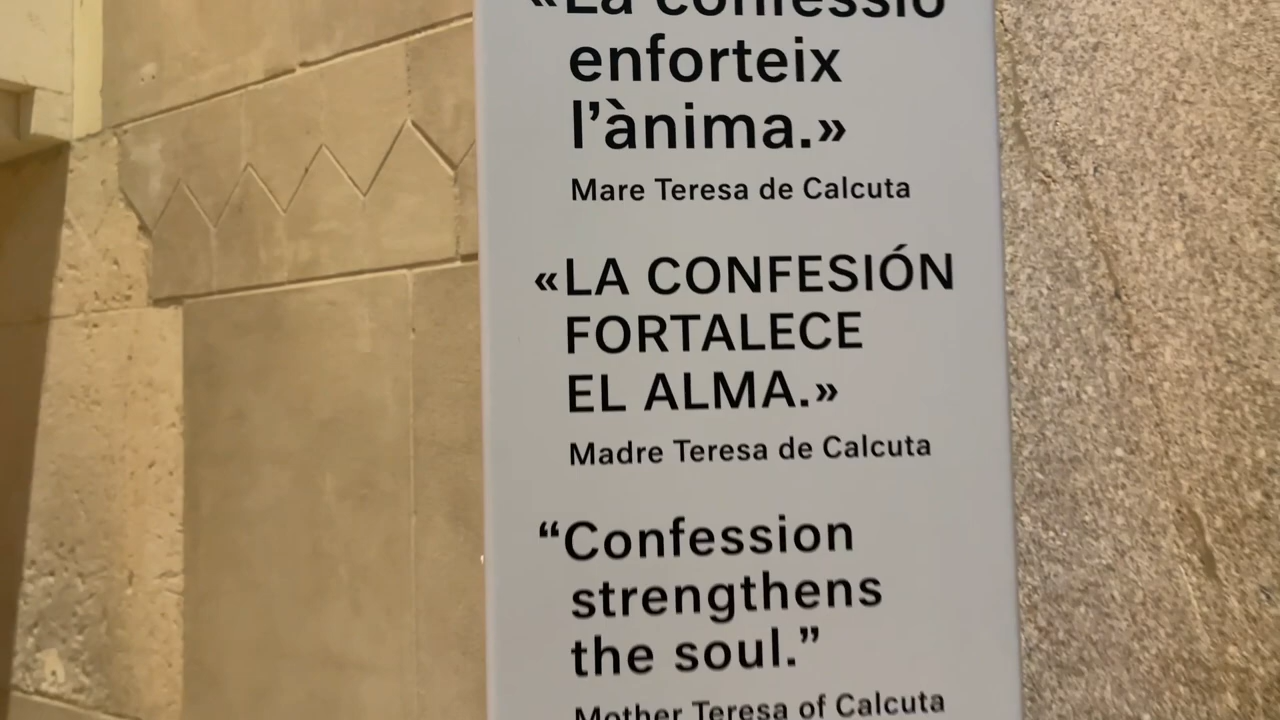 «La confessió
enforteix
l’ànima.»
Mare Teresa de Calcuta
«LA CONFESIÓN
FORTALECE
EL ALMA.»
Madre Teresa de Calcuta
“Confession
strengthens
the soul.”
Mother Teresa of Calcuta